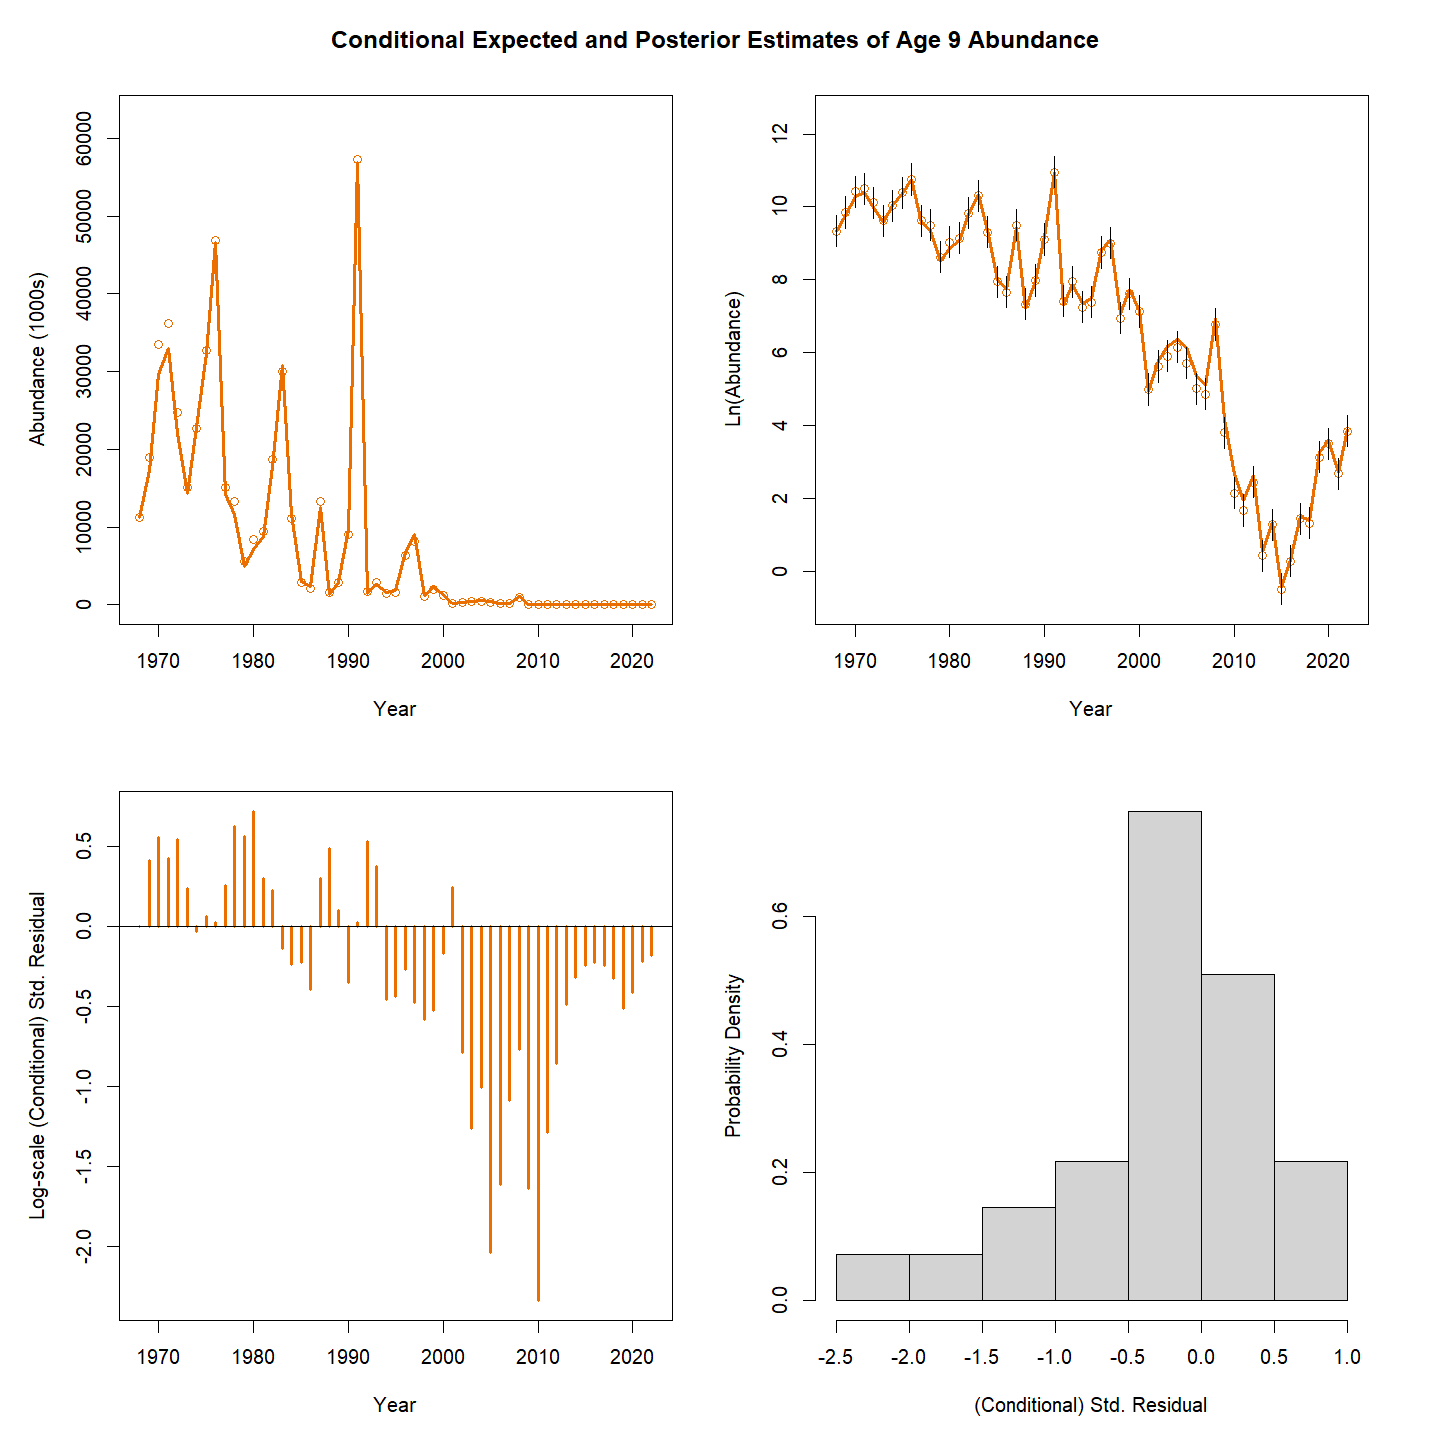 Conditional Expected and Posterior Estimates of Age 9 Abundance
Abundance (1000s)
0 10000 20000 30000 40000 50000 60000
1970 1980 1990 2000 2010 2020
Year
Ln(Abundance)
0 2 4 6 8 10 12
1970 1980 1990 2000 2010 2020
Year
Log-scale (Conditional) Std. Residual
-2.0 -1.5 -1.0 -0.5 0.0 0.5
1970 1980 1990 2000 2010 2020
Year
Probability Density
0.0 0.2 0.4 0.6
-2.5 -2.0 -1.5 -1.0 -0.5 0.0 0.5 1.0
(Conditional) Std. Residual